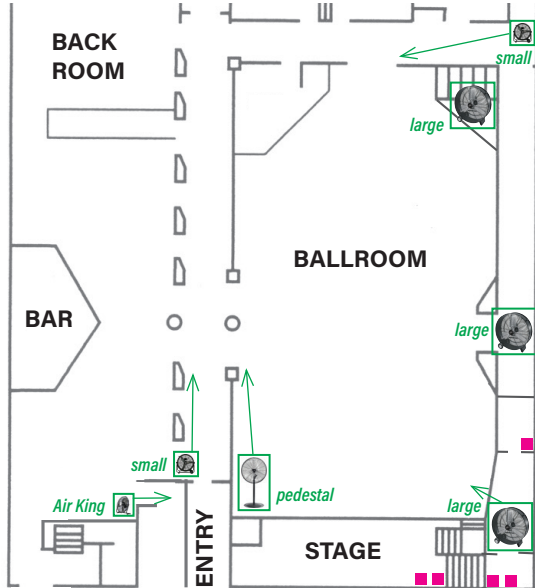 BACK
ROOM
small
large
BALLROOM
BAR
large
small
Air King
pedestal
large
ENTRY
STAGE